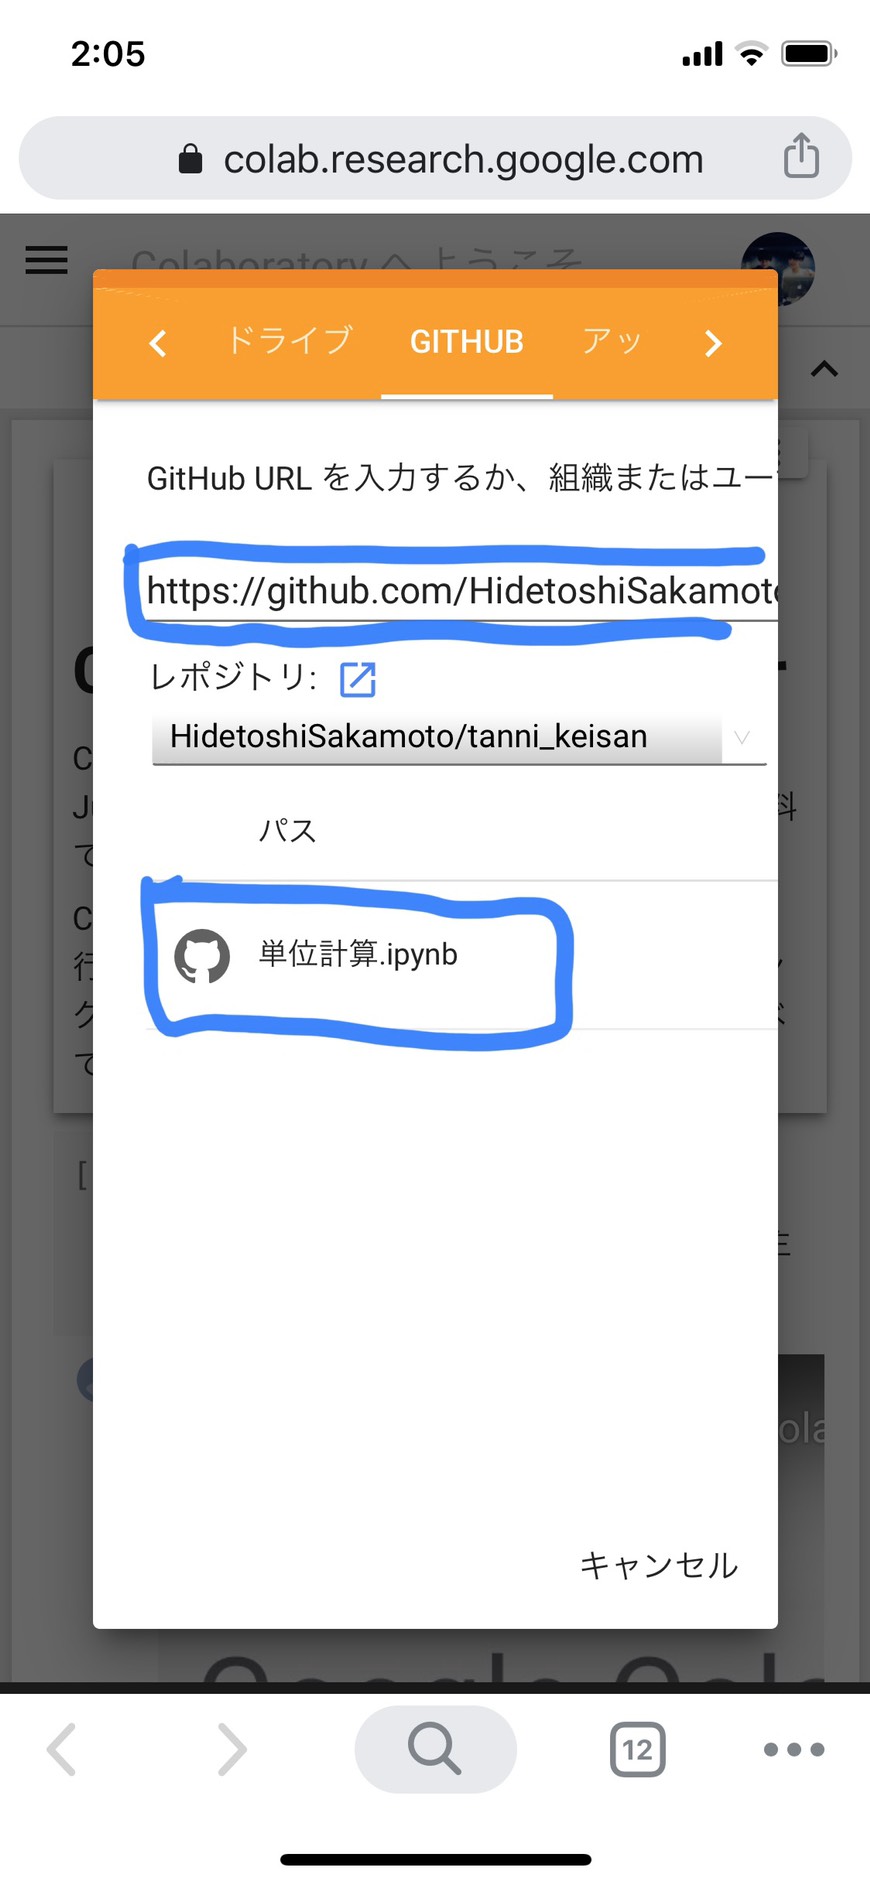 2:05
colab.research.google.com
Colaboratory へ ようこそ
ドライブ GITHUB アッ
GitHub URL を入力するか、組織またはユー
https://github.com/HidetoshiSakamoto
レポジトリ:
HidetoshiSakamoto/tanni_keisan
パス
単位計算.ipynb
キャンセル
12